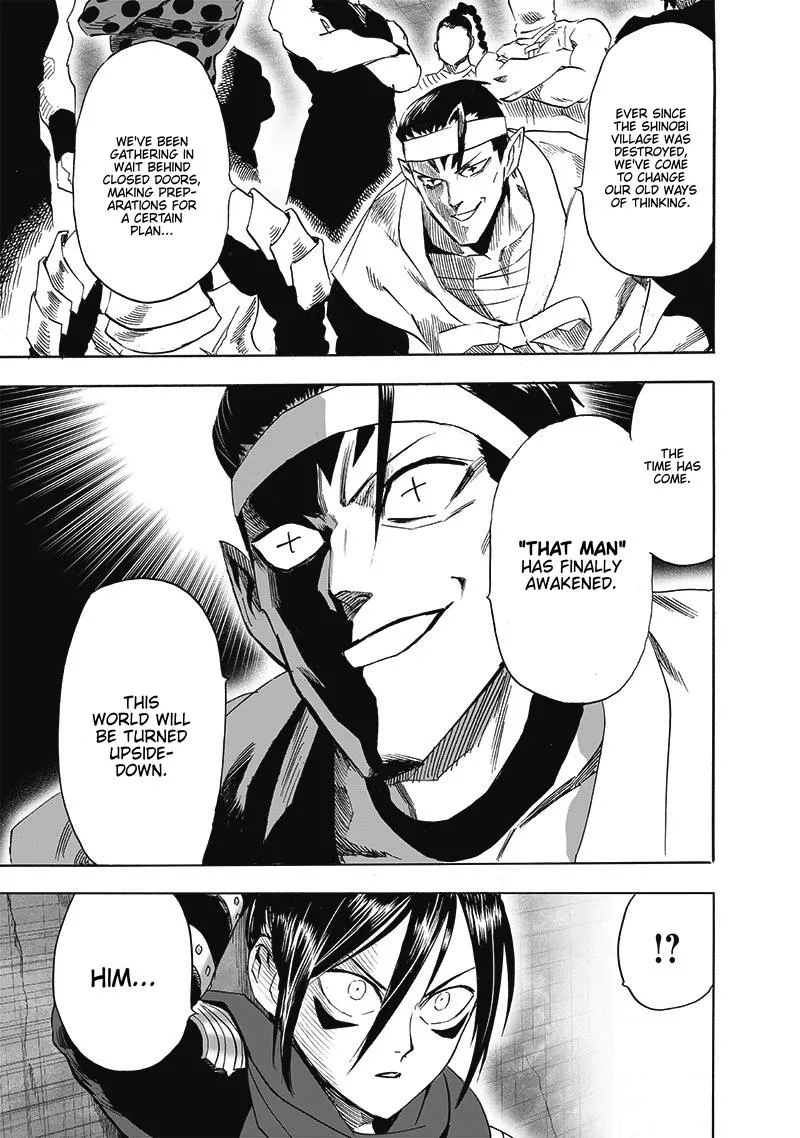 EVER SINCE
THE SHINOBI
VILLAGE WAS
DESTROYED,
WE'VE COME
TO CHANGE
OUR OLD WAYS
OF THINKING.
WE'VE BEEN
GATHERING IN
WAIT BEHIND
CLOSED DOORS,
MAKING PREP-
ARATIONS FOR
A CERTAIN
PLAN...
THE
TIME HAS
COME.
"THAT MAN"
HAS FINALLY
AWAKENED.
THIS
WORLD WILL
BE TURNED
UPSIDE-
DOWN.
!?
HIM...